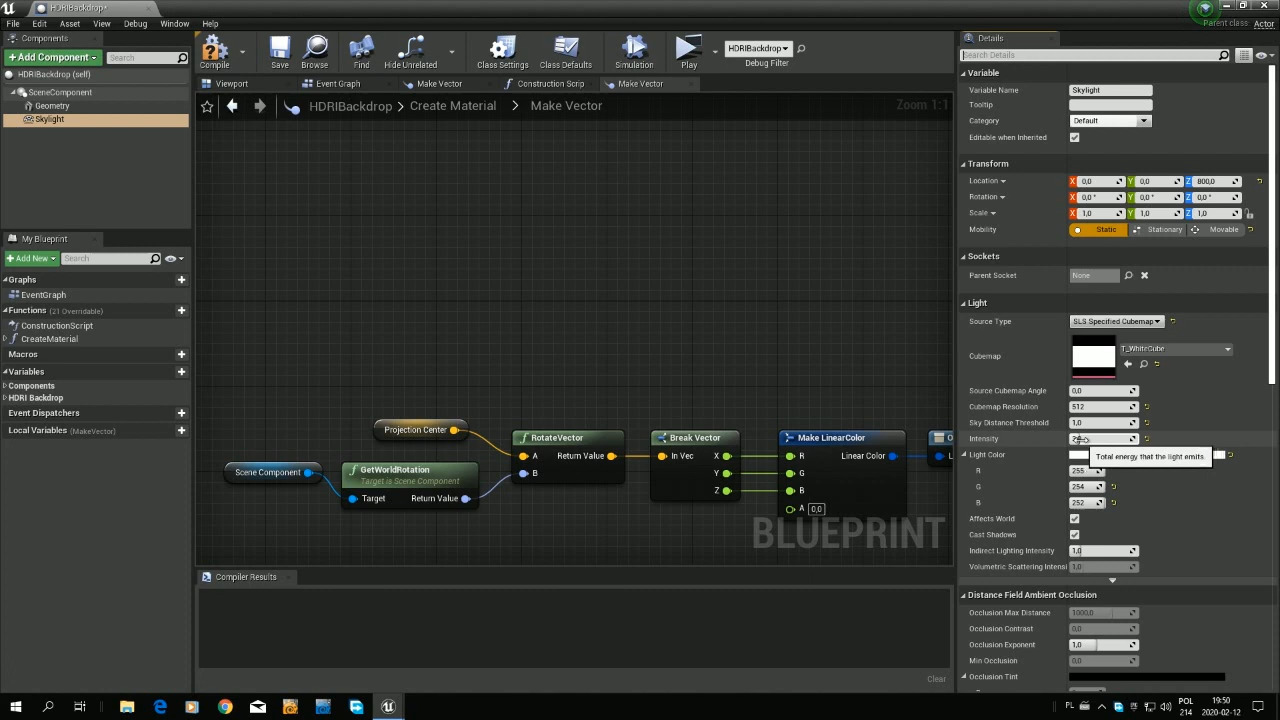 HDRIBackdrop*
Parent class:
File Edit Asset View Debug Window Help
Actor
Components
Add Component
Search
HDRIBackdrop (self)
SceneComponent
Geometry
Skylight
Compile
Save
Browse
Find
Hide Unrelated
Class Settings
Class Defaults
Simulation
Play
HDRIBackdrop
Debug Filter
Viewport
Event Graph
Make Vector
Construction Scrip
Make Vector
HDRIBackdrop
Create Material
Make Vector
Zoom 1:1
My Blueprint
Add New
Search
Graphs
EventGraph
Functions (21 Overridable)
ConstructionScript
CreateMaterial
Macros
Variables
Components
HDRI Backdrop
Event Dispatchers
Local Variables (MakeVector)
Projection Center
Scene Component
GetWorldRotation
Target is Scene Component
Target
Return Value
RotateVector
A
Return Value
B
Break Vector
In Vec
X
Y
Z
Make LinearColor
R
Linear Color
G
B
A 0,0
BLUEPRINT
Compiler Results
Clear
Details
Search Details
Variable
Variable Name
Skylight
Tooltip
Category
Default
Editable when Inherited
Transform
Location
X 0,0 Y 0,0 Z 800,0
Rotation
X 0,0 ° Y 0,0 ° Z 0,0 °
Scale
X 1,0 Y 1,0 Z 1,0
Mobility
Static Stationary Movable
Sockets
Parent Socket
None
Light
Source Type
SLS Specified Cubemap
Cubemap
T_WhiteCube
Source Cubemap Angle
0,0
Cubemap Resolution
512
Sky Distance Threshold
1,0
Intensity
Total energy that the light emits.
Light Color
R
255
G
254
B
252
Affects World
Cast Shadows
Indirect Lighting Intensity
1,0
Volumetric Scattering Intensi
1,0
Distance Field Ambient Occlusion
Occlusion Max Distance
1000,0
Occlusion Contrast
0,0
Occlusion Exponent
1,0
Min Occlusion
0,0
Occlusion Tint
PL
POL
214
19:50
2020-02-12